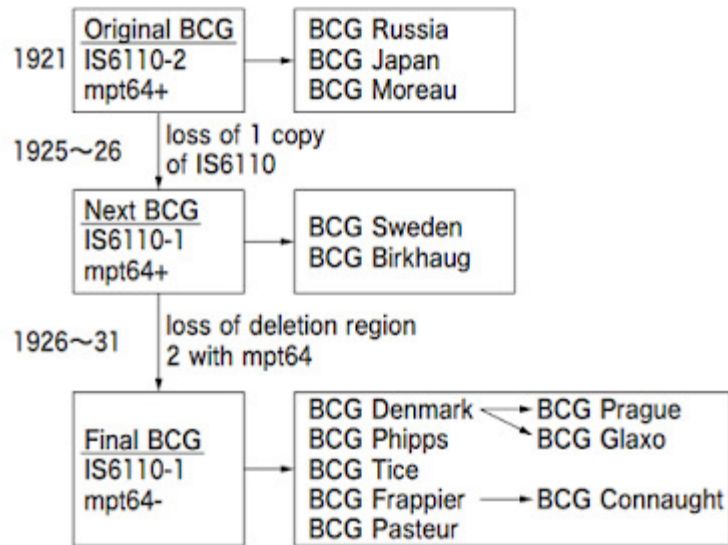 1921
Original BCG
IS6110-2
mpt64+
BCG Russia
BCG Japan
BCG Moreau
1925～26
loss of 1 copy
of IS6110
Next BCG
IS6110-1
mpt64+
BCG Sweden
BCG Birkhaug
1926～31
loss of deletion region
2 with mpt64
Final BCG
IS6110-1
mpt64-
BCG Denmark
BCG Phipps
BCG Tice
BCG Frappier
BCG Pasteur
BCG Prague
BCG Glaxo
BCG Connaught